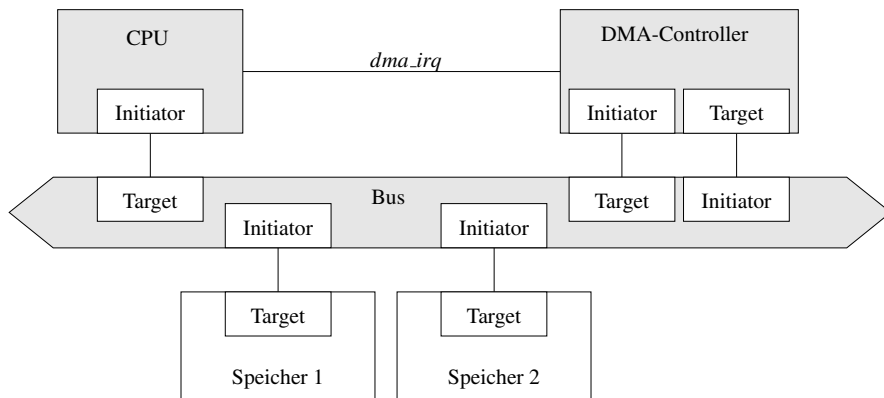 CPU
DMA-Controller
dma_irq
Initiator
Initiator
Target
Target
Bus
Target
Initiator
Initiator
Initiator
Target
Target
Speicher 1
Speicher 2